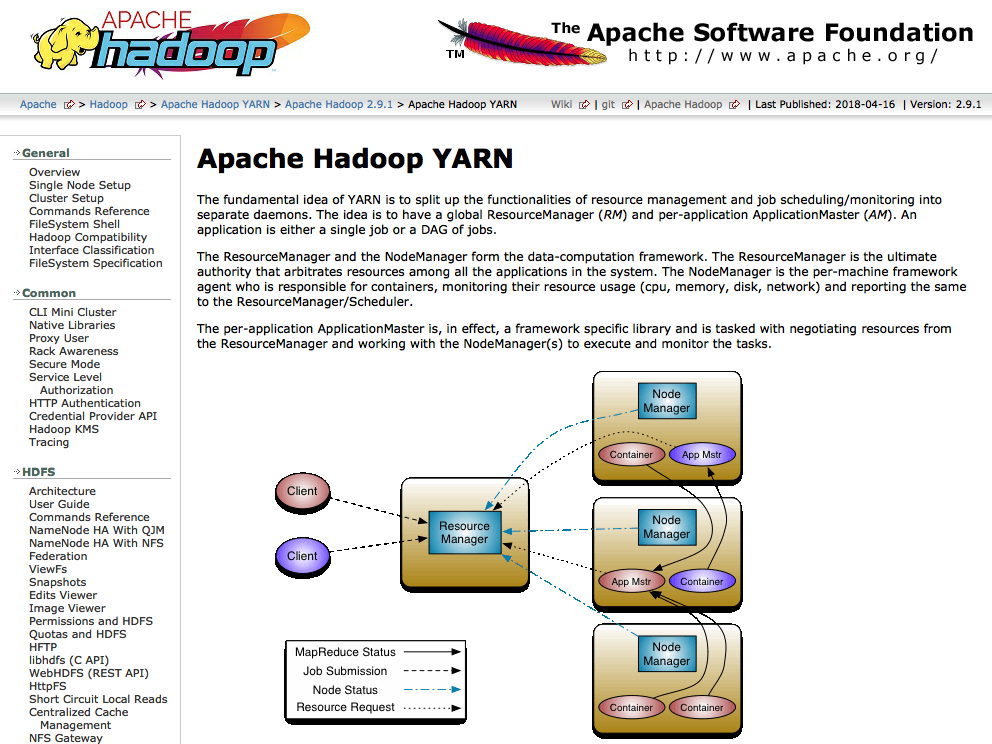 APACHE
hadoop
TM
The Apache Software Foundation
http://www.apache.org/
Apache > Hadoop > Apache Hadoop YARN > Apache Hadoop 2.9.1 > Apache Hadoop YARN
Wiki | git | Apache Hadoop | Last Published: 2018-04-16 | Version: 2.9.1
General
Overview
Single Node Setup
Cluster Setup
Commands Reference
FileSystem Shell
Hadoop Compatibility
Interface Classification
FileSystem Specification
Common
CLI Mini Cluster
Native Libraries
Proxy User
Rack Awareness
Secure Mode
Service Level
Authorization
HTTP Authentication
Credential Provider API
Hadoop KMS
Tracing
HDFS
Architecture
User Guide
Commands Reference
NameNode HA With QJM
NameNode HA With NFS
Federation
ViewFs
Snapshots
Edits Viewer
Image Viewer
Permissions and HDFS
Quotas and HDFS
HFTP
libhdfs (C API)
WebHDFS (REST API)
HttpFS
Short Circuit Local Reads
Centralized Cache
Management
NFS Gateway
Apache Hadoop YARN
The fundamental idea of YARN is to split up the functionalities of resource management and job scheduling/monitoring into
separate daemons. The idea is to have a global ResourceManager (RM) and per-application ApplicationMaster (AM). An
application is either a single job or a DAG of jobs.
The ResourceManager and the NodeManager form the data-computation framework. The ResourceManager is the ultimate
authority that arbitrates resources among all the applications in the system. The NodeManager is the per-machine framework
agent who is responsible for containers, monitoring their resource usage (cpu, memory, disk, network) and reporting the same
to the ResourceManager/Scheduler.
The per-application ApplicationMaster is, in effect, a framework specific library and is tasked with negotiating resources from
the ResourceManager and working with the NodeManager(s) to execute and monitor the tasks.
Client
Client
Resource
Manager
Node
Manager
Container
App Mstr
Node
Manager
App Mstr
Container
Node
Manager
Container
Container
MapReduce Status
Job Submission
Node Status
Resource Request